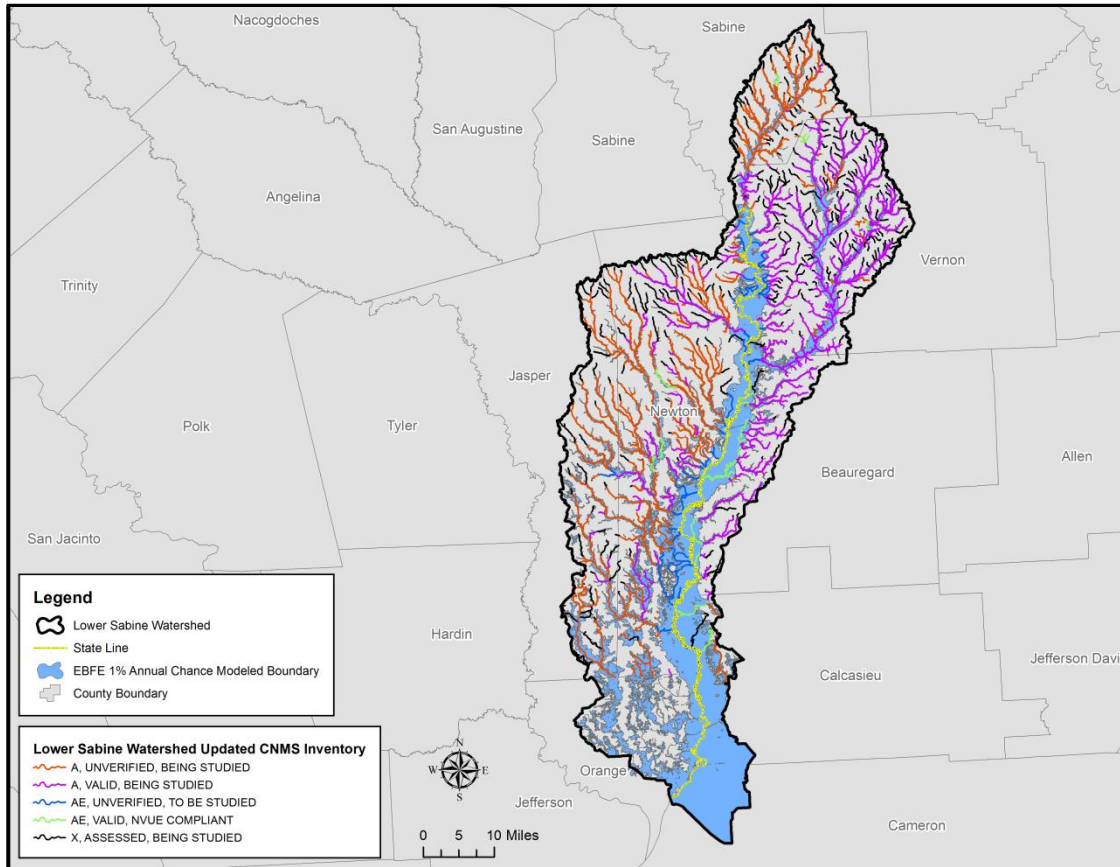 Nacogdoches
Sabine
San Augustine
Sabine
Angelina
Vernon
Trinity
Jasper
Newton
Polk
Tyler
Beauregard
Allen
San Jacinto
Hardin
Calcasieu
Jefferson Davi
Orange
Jefferson
Cameron
Legend
Lower Sabine Watershed
State Line
EBFE 1% Annual Chance Modeled Boundary
County Boundary
Lower Sabine Watershed Updated CNMS Inventory
A, UNVERIFIED, BEING STUDIED
A, VALID, BEING STUDIED
AE, UNVERIFIED, TO BE STUDIED
AE, VALID, NVUE COMPLIANT
X, ASSESSED, BEING STUDIED
N
W E
S
0 5 10 Miles